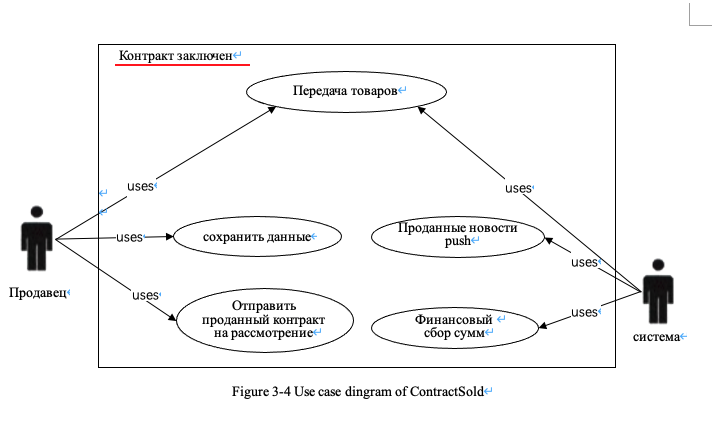 Контракт заключен
Передача товаров
uses
uses
Проданные новости
push
uses
сохранить данные
uses
Продавец
uses
Отправить
проданный контракт
на рассмотрение
Финансовый
сбор сумм
uses
система
Figure 3-4 Use case dingram of ContractSold